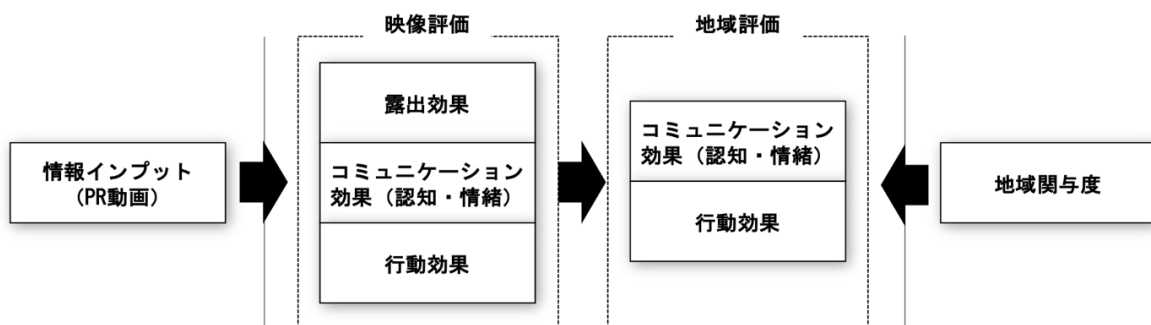 映像評価
地域評価
露出効果
コミュニケーション
効果（認知・情緒）
行動効果
コミュニケーション
効果（認知・情緒）
行動効果
情報インプット
（PR動画）
地域関与度